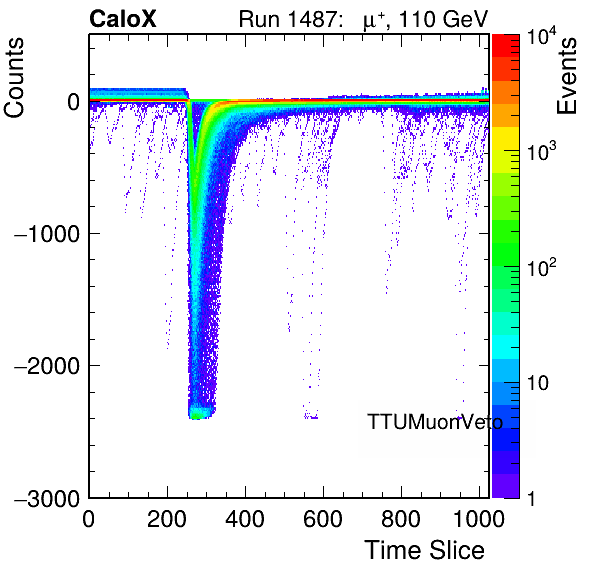 CaloX Run 1487: μ⁺, 110 GeV
Counts
Events
0
−1000
−2000
−3000
0 200 400 600 800 1000
Time Slice
10⁴
10³
10²
10
1
TTUMuonVeto